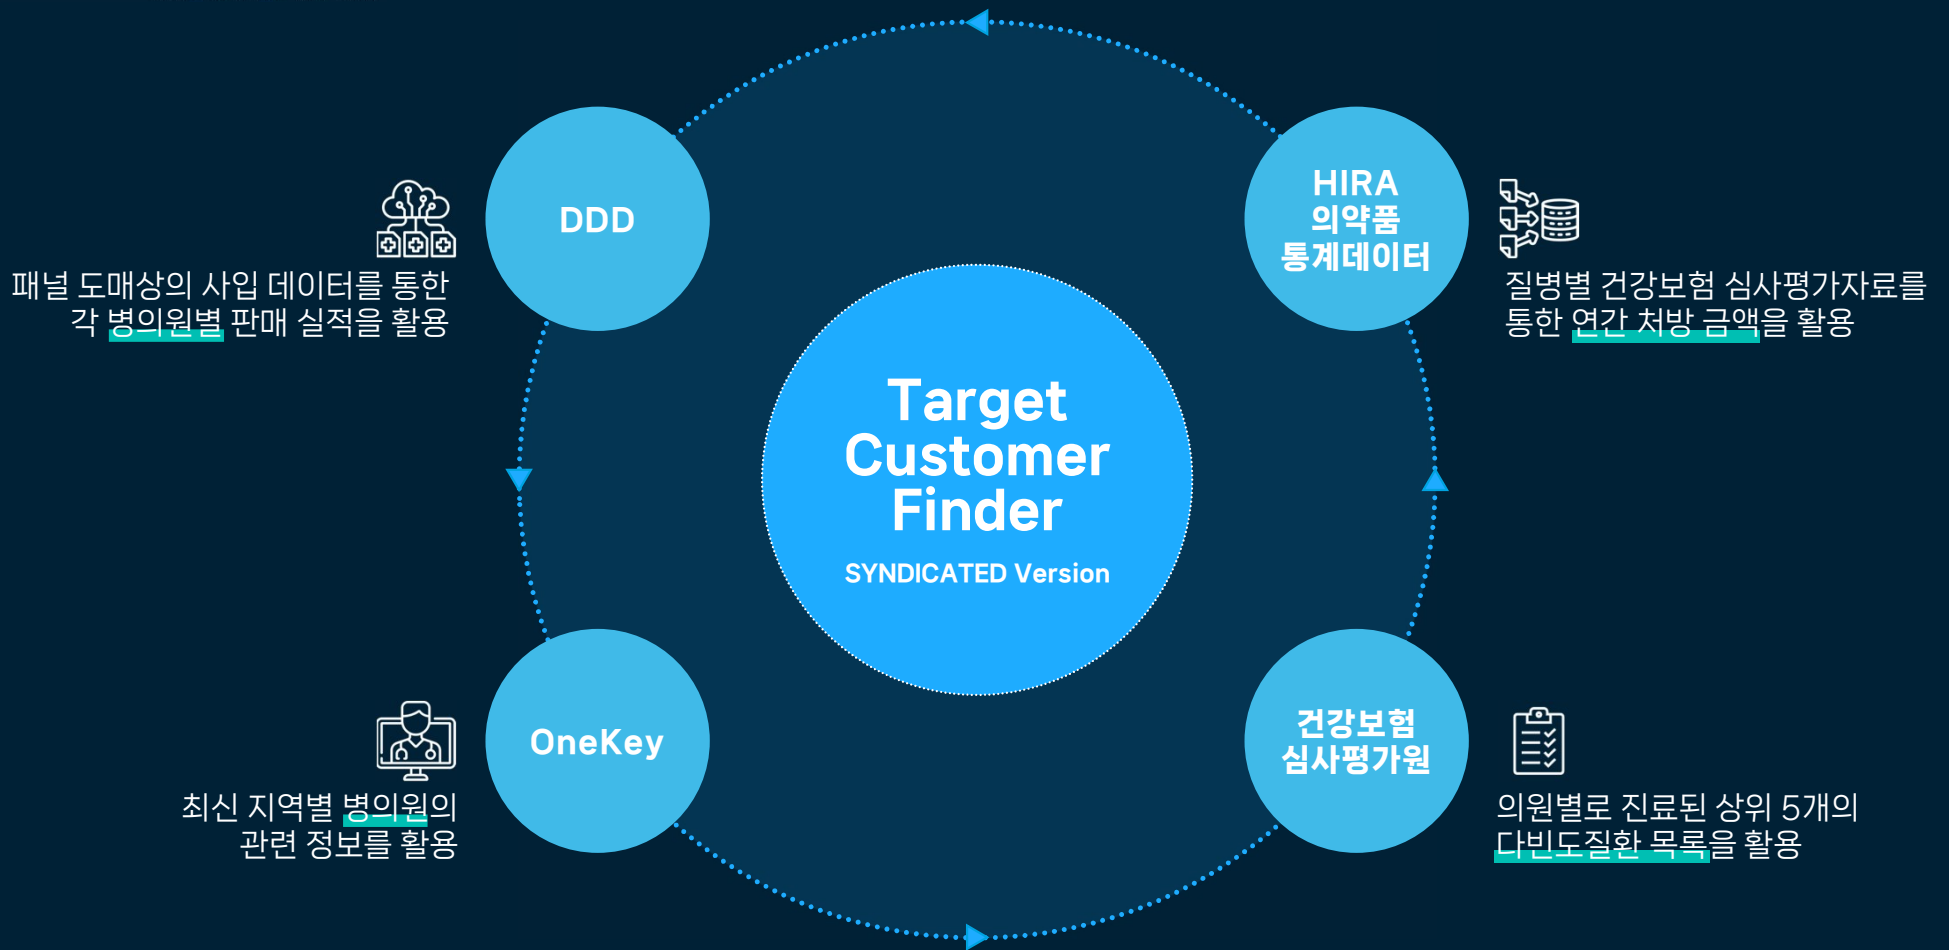 DDD
패널 도매상의 사입 데이터를 통한
각 병의원별 판매 실적을 활용
HIRA
의약품
통계데이터
질병별 건강보험 심사평가자료를
통한 연간 처방 금액을 활용
Target
Customer
Finder
SYNDICATED Version
OneKey
최신 지역별 병의원의
관련 정보를 활용
건강보험
심사평가원
의원별로 진료된 상위 5개의
다빈도질환 목록을 활용